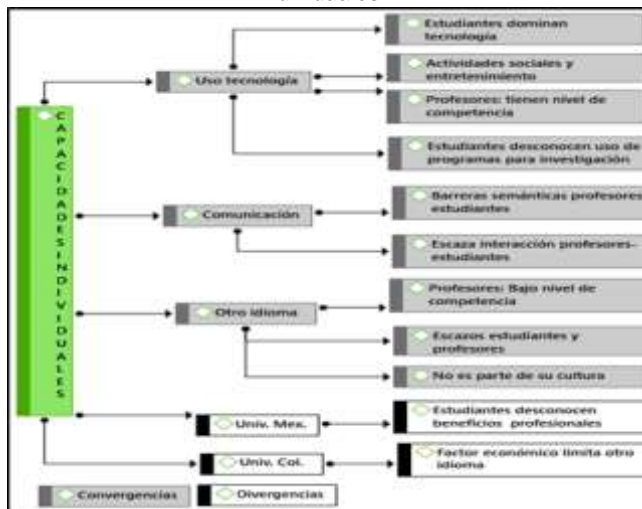 Estudiantes dominan
tecnología
Uso tecnología
Actividades sociales y
entretenimiento
Profesores: tienen nivel de
competencia
Estudiantes desconocen uso de
programas para investigación
CAPACIDADES INDIVIDUALES
Comunicación
Barreras semánticas profesores
estudiantes
Escaza interacción profesores-
estudiantes
Otro idioma
Profesores: Bajo nivel de
competencia
Escazos estudiantes y
profesores
No es parte de su cultura
Univ. Mex.
Estudiantes desconocen
beneficios profesionales
Univ. Col.
Factor económico limita otro
idioma
Convergencias
Divergencias